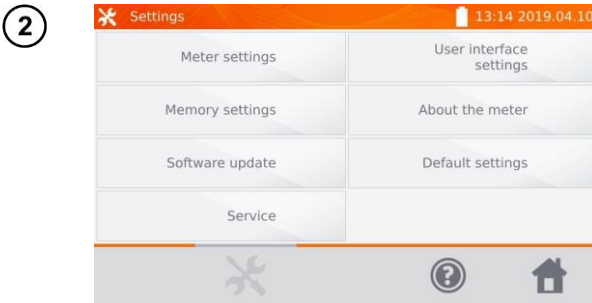 2
Settings
13:14 2019.04.10
Meter settings
User interface
settings
Memory settings
About the meter
Software update
Default settings
Service
?